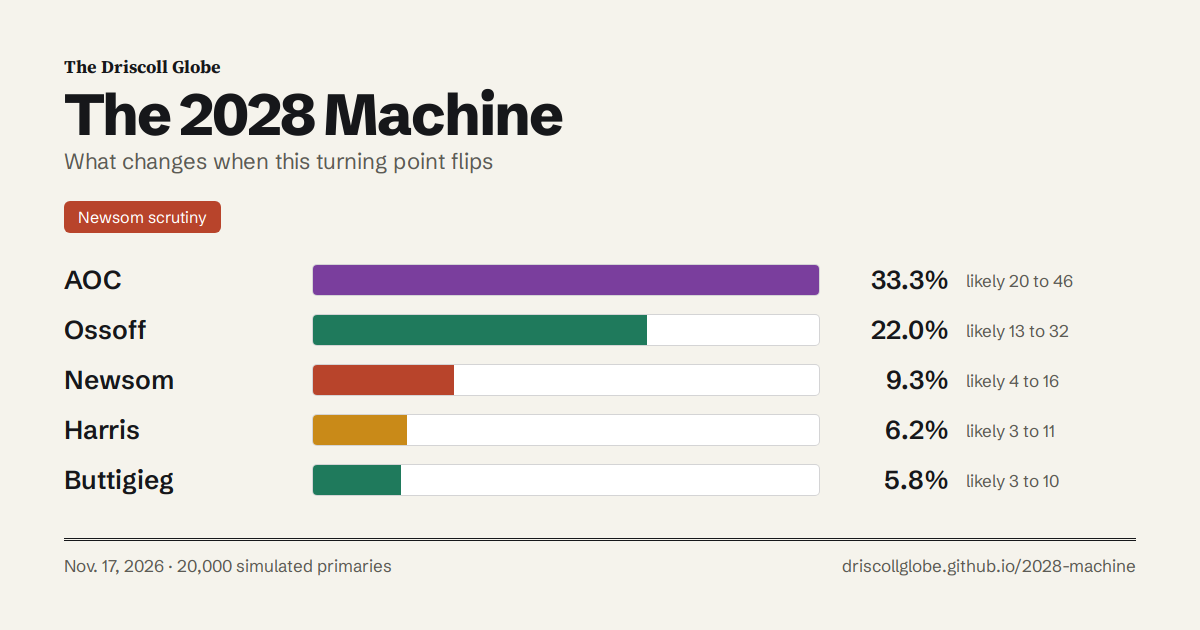 The Driscoll Globe
The 2028 Machine
What changes when this turning point flips
Newsom scrutiny
AOC 33.3% likely 20 to 46
Ossoff 22.0% likely 13 to 32
Newsom 9.3% likely 4 to 16
Harris 6.2% likely 3 to 11
Buttigieg 5.8% likely 3 to 10
Nov. 17, 2026 · 20,000 simulated primaries driscollglobe.github.io/2028-machine